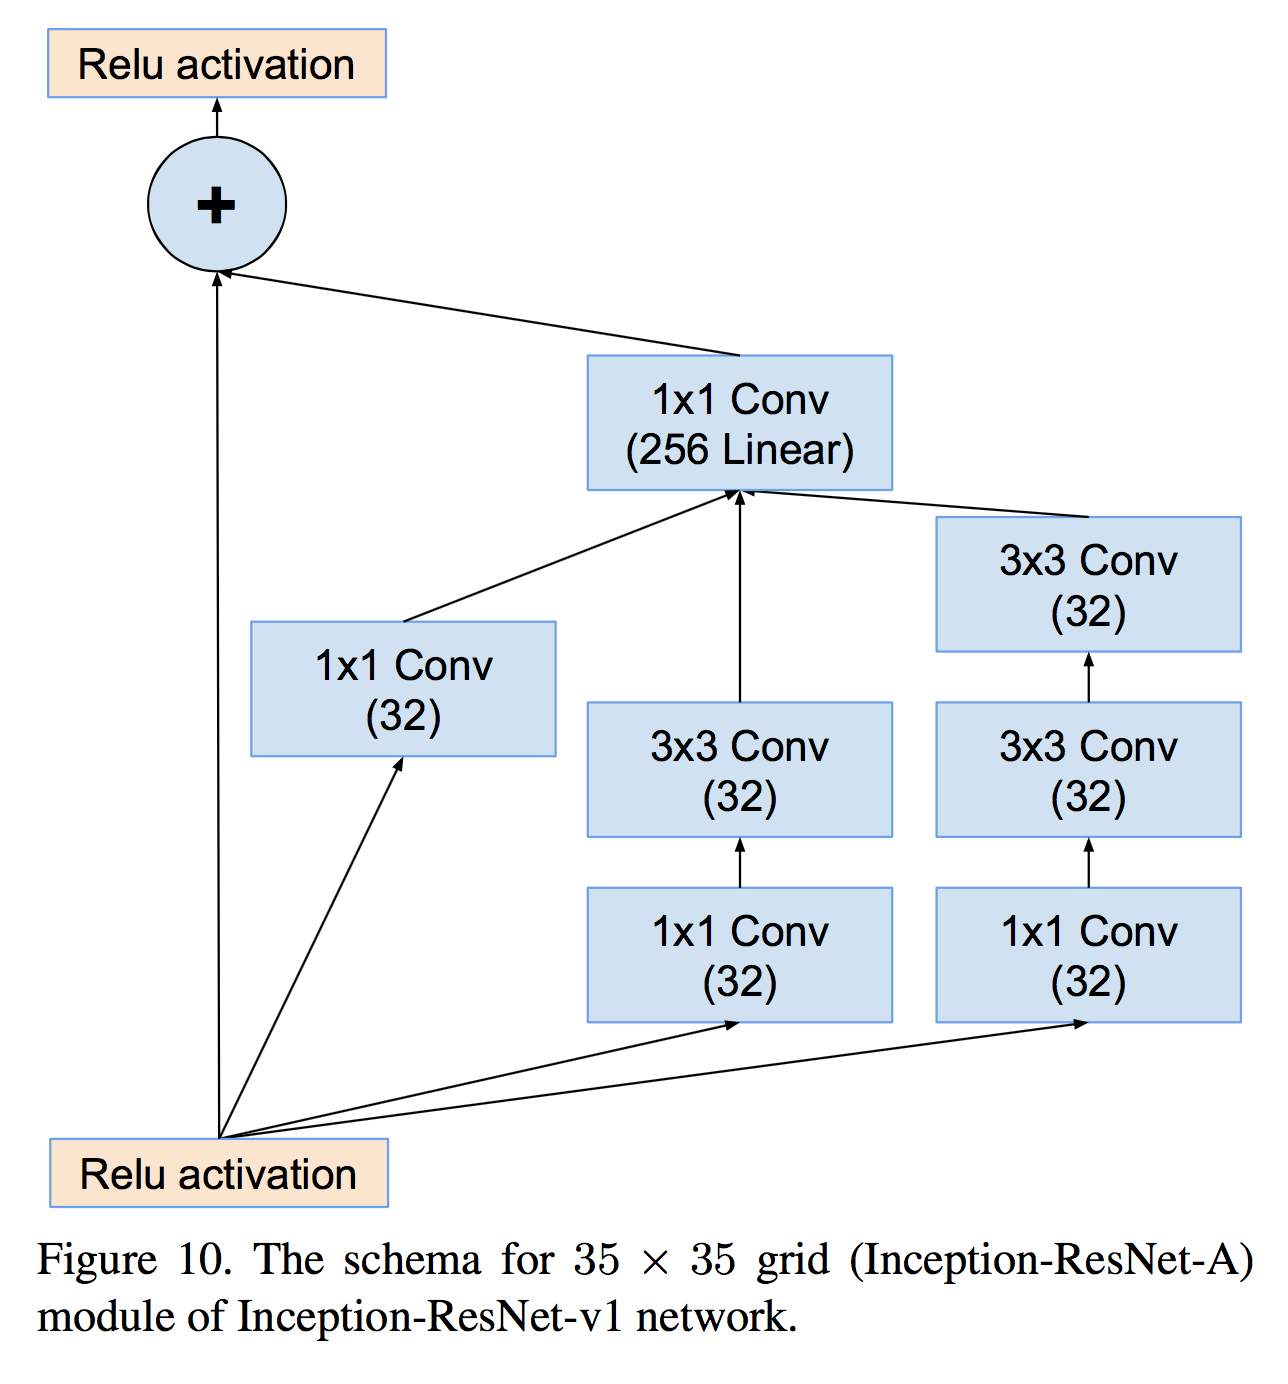 Relu activation
+
1x1 Conv
(256 Linear)
3x3 Conv
(32)
1x1 Conv
(32)
3x3 Conv
(32)
3x3 Conv
(32)
1x1 Conv
(32)
1x1 Conv
(32)
Relu activation
Figure 10. The schema for 35 × 35 grid (Inception-ResNet-A)
module of Inception-ResNet-v1 network.